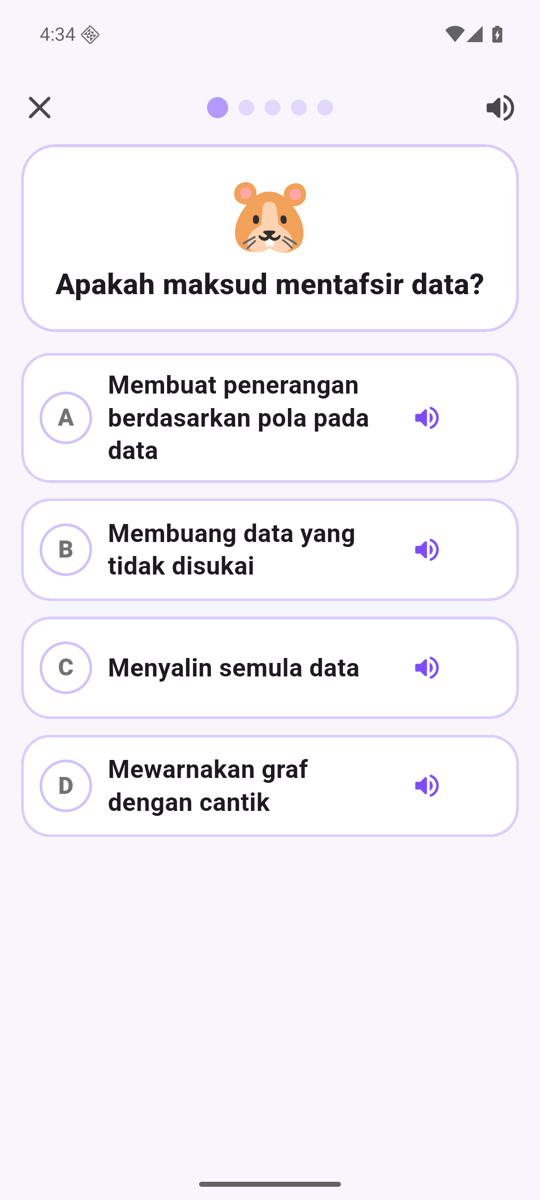 4:34
Apakah maksud mentafsir data?
A
Membuat penerangan
berdasarkan pola pada
data
B
Membuang data yang
tidak disukai
C
Menyalin semula data
D
Mewarnakan graf
dengan cantik